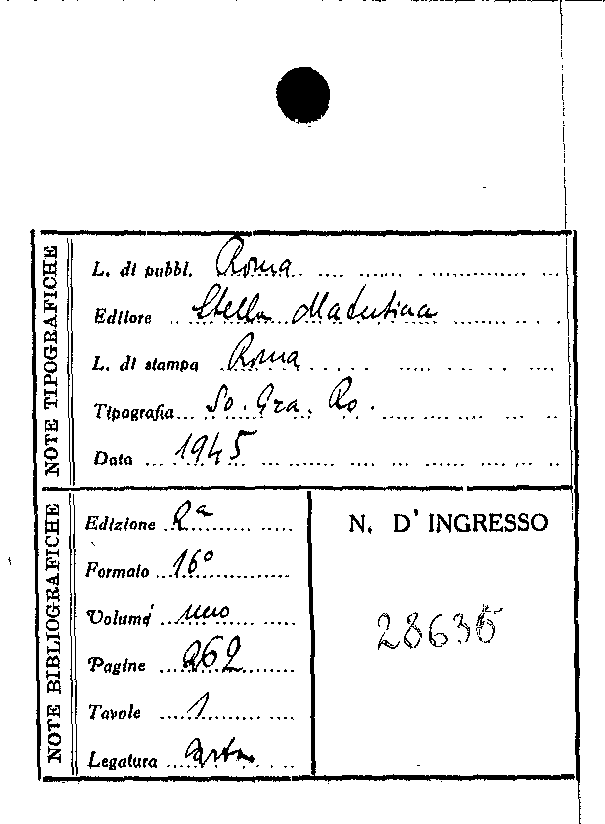 NOTE TIPOGRAFICHE
L. di pubbl. Roma
Editore Stella Matutina
L. di stampa Roma
Tipografia So. Gra. Ro.
Data 1945
NOTE BIBLIOGRAFICHE
Edizione 2ª
Formato 16º
Volume uno
Pagine 262
Tavole 1
Legatura carta
N. D' INGRESSO
28635